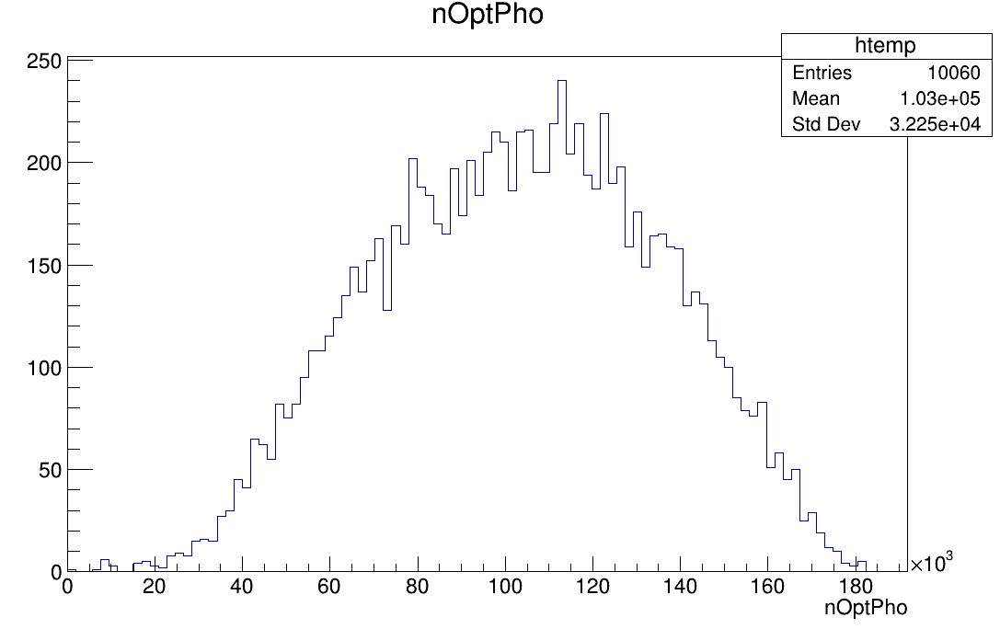 nOptPho
htemp
Entries 10060
Mean 1.03e+05
Std Dev 3.225e+04
250
200
150
100
50
0
0 20 40 60 80 100 120 140 160 180
×10³
nOptPho